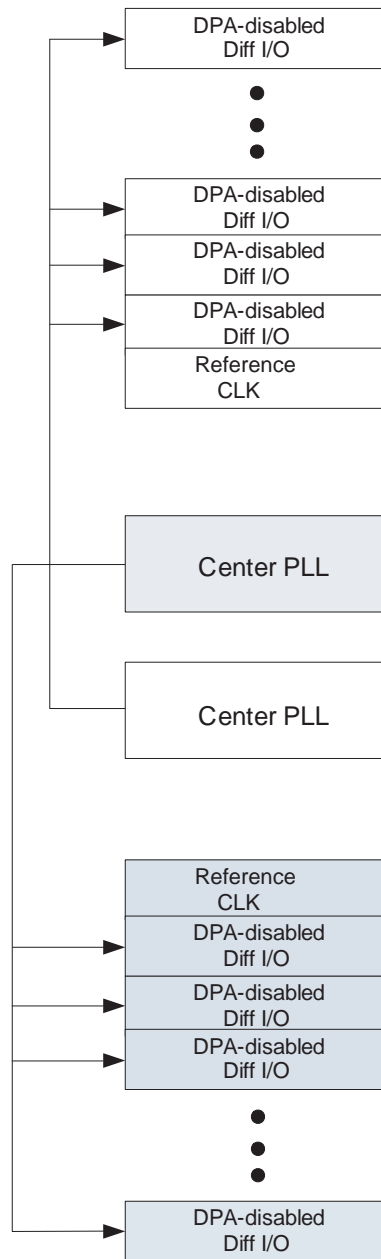 DPA-disabled
Diff I/O
DPA-disabled
Diff I/O
DPA-disabled
Diff I/O
DPA-disabled
Diff I/O
Reference
CLK
Center PLL
Center PLL
Reference
CLK
DPA-disabled
Diff I/O
DPA-disabled
Diff I/O
DPA-disabled
Diff I/O
DPA-disabled
Diff I/O